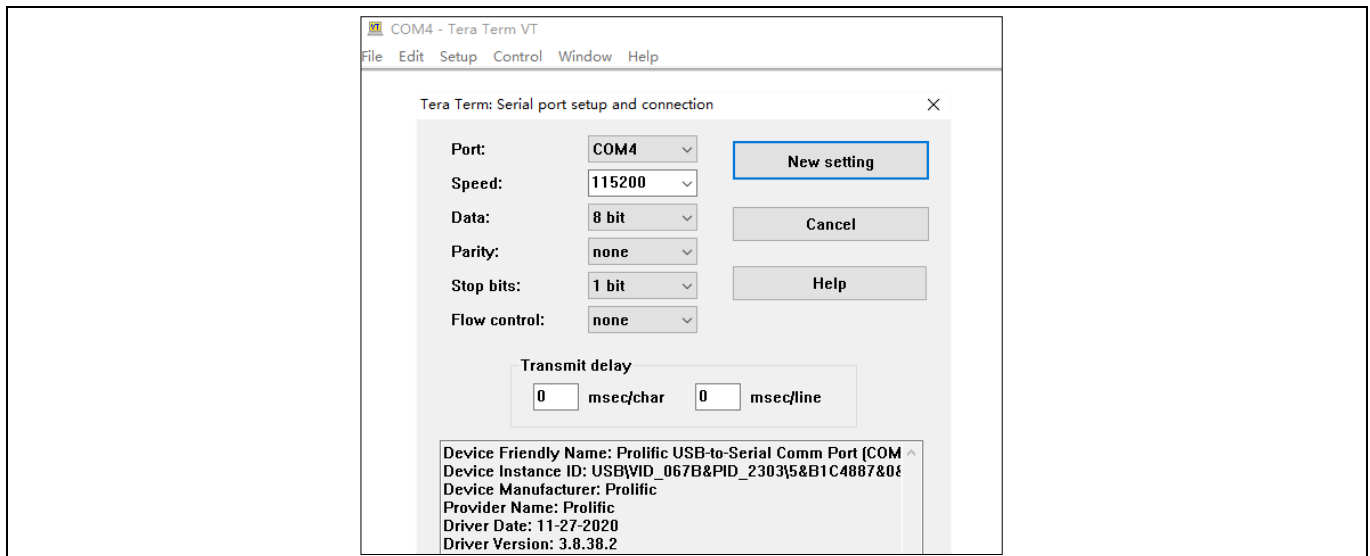 COM4 - Tera Term VT
File Edit Setup Control Window Help
Tera Term: Serial port setup and connection
Port: COM4 New setting
Speed: 115200
Data: 8 bit Cancel
Parity: none
Stop bits: 1 bit Help
Flow control: none
Transmit delay
0 msec/char 0 msec/line
Device Friendly Name: Prolific USB-to-Serial Comm Port (COM
Device Instance ID: USB\VID_067B&PID_2303\5&B1C4887&0&
Device Manufacturer: Prolific
Provider Name: Prolific
Driver Date: 11-27-2020
Driver Version: 3.8.38.2